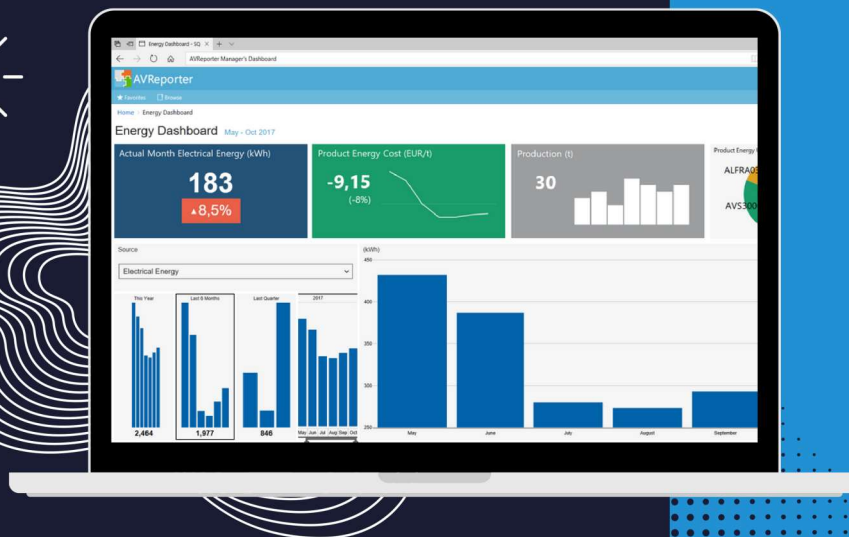 Energy Dashboard - SQ
AVReporter Manager's Dashboard
AVReporter
Favorites Browse
Home Energy Dashboard
Energy Dashboard May - Oct 2017
Actual Month Electrical Energy (kWh)
183
▲8,5%
Product Energy Cost (EUR/t)
-9,15
(-8%)
Production (t)
30
Product Energy
ALFRA03
AVS300
Source
Electrical Energy
This Year
2,464
Last 6 Months
1,977
Last Quarter
846
2017
May Jun Jul Aug Sep Oct
(kWh)
450
400
350
300
250
May June July August September